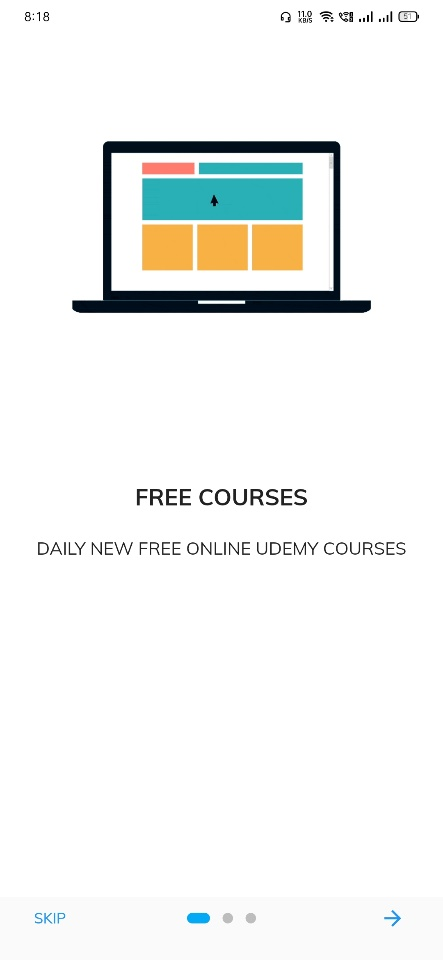 8:18
11.0
KB/S
51
FREE COURSES
DAILY NEW FREE ONLINE UDEMY COURSES
SKIP